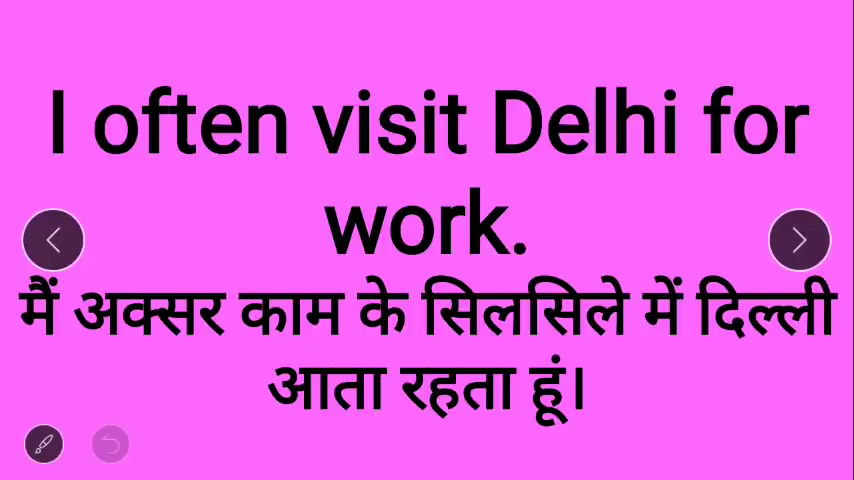 I often visit Delhi for
work.
मैं अक्सर काम के सिलसिले में दिल्ली
आता रहता हूं।